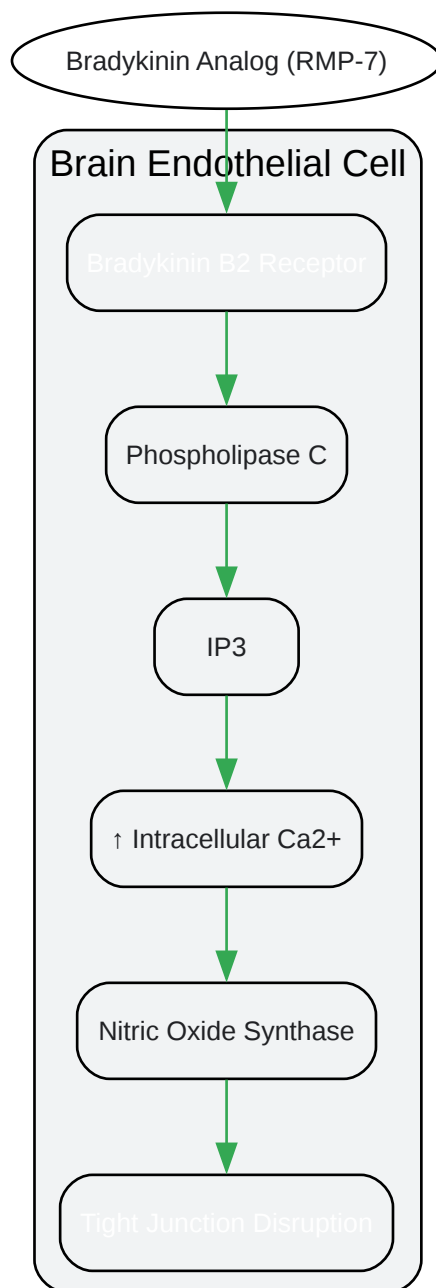 Bradykinin Analog (RMP-7)
Brain Endothelial Cell
Bradykinin B2 Receptor
Phospholipase C
IP3
↑ Intracellular Ca2+
Nitric Oxide Synthase
Tight Junction Disruption